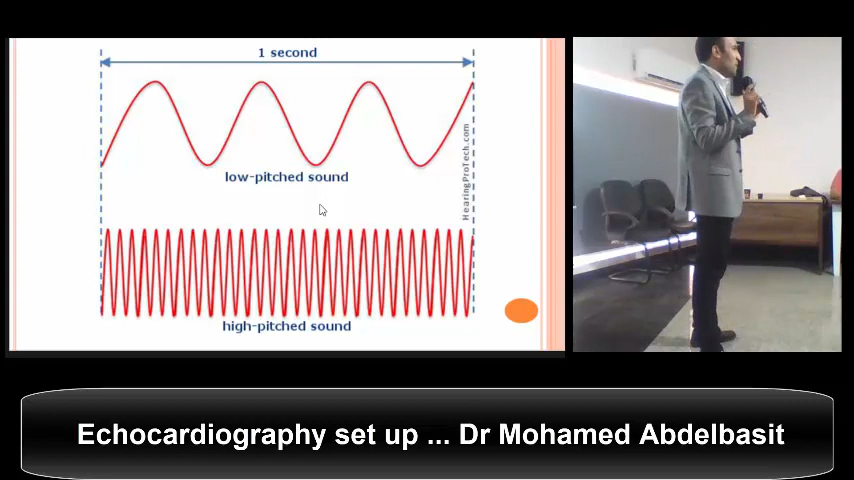 1 second
HearingProTech.com
low-pitched sound
high-pitched sound
Echocardiography set up ... Dr Mohamed Abdelbasit